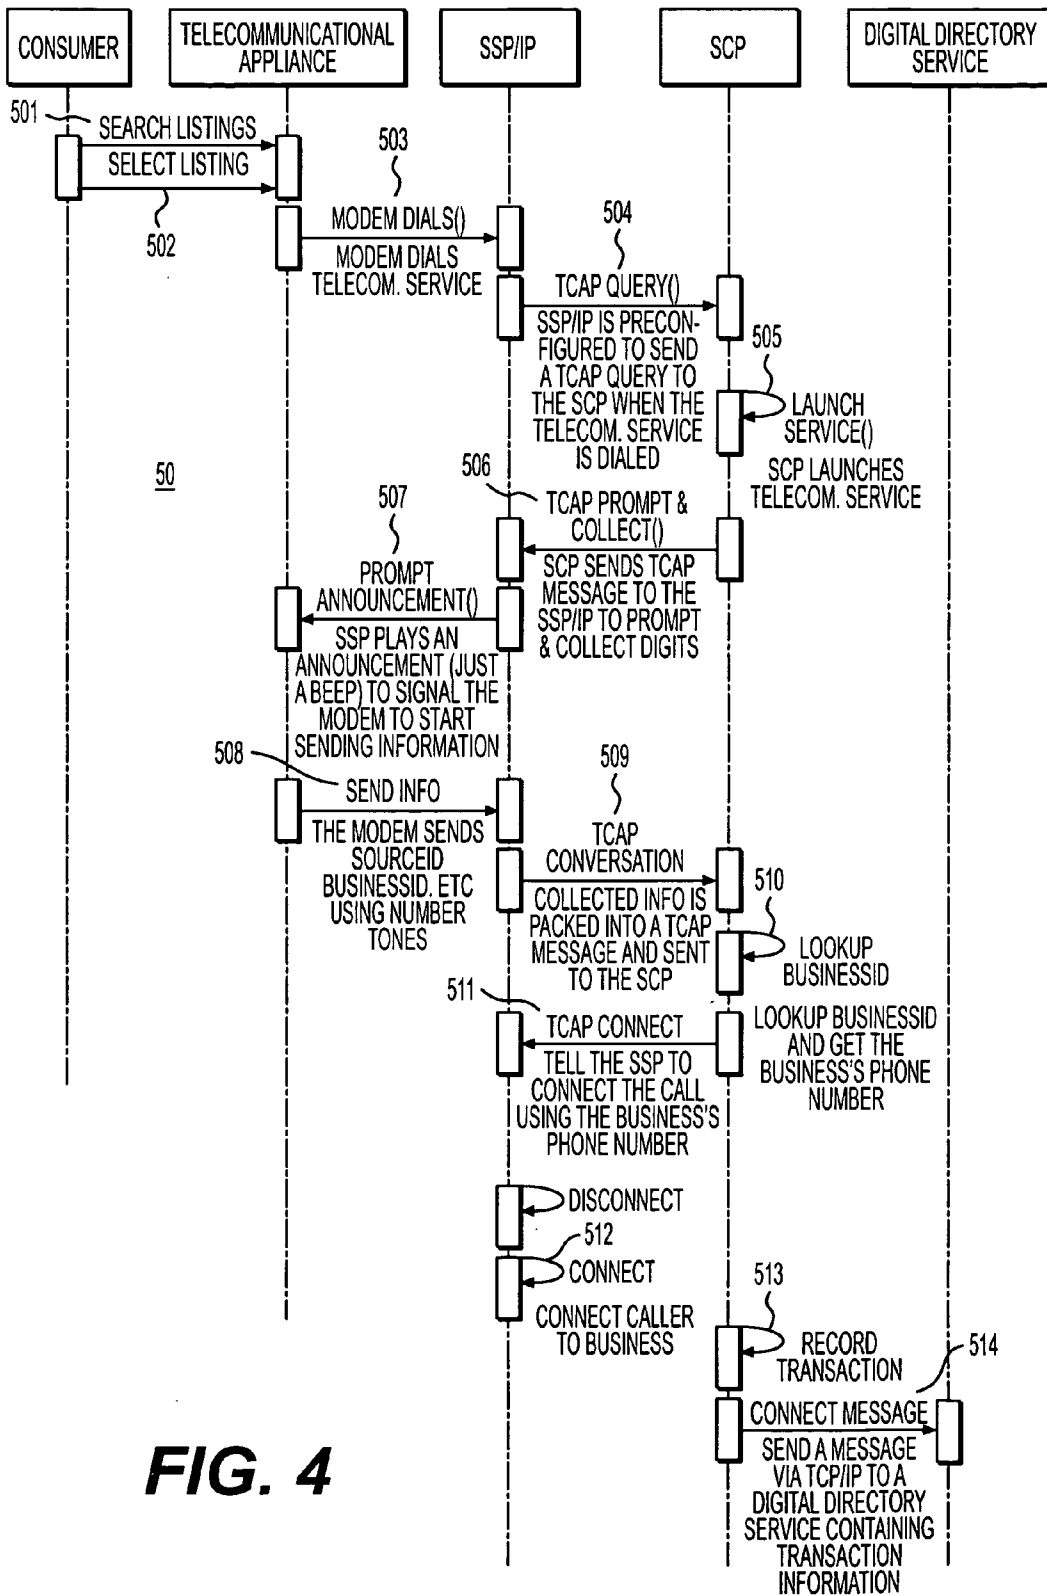 CONSUMER
TELECOMMUNICATIONAL
APPLIANCE
SSP/IP
SCP
DIGITAL DIRECTORY
SERVICE
501
SEARCH LISTINGS
SELECT LISTING
502
503
MODEM DIALS()
MODEM DIALS
TELECOM. SERVICE
504
TCAP QUERY()
SSP/IP IS PRECON-
FIGURED TO SEND
A TCAP QUERY TO
THE SCP WHEN THE
TELECOM. SERVICE
IS DIALED
505
LAUNCH
SERVICE()
SCP LAUNCHES
TELECOM. SERVICE
50
506
TCAP PROMPT &
COLLECT()
SCP SENDS TCAP
MESSAGE TO THE
SSP/IP TO PROMPT
& COLLECT DIGITS
507
PROMPT
ANNOUNCEMENT()
SSP PLAYS AN
ANNOUNCEMENT (JUST
A BEEP) TO SIGNAL THE
MODEM TO START
SENDING INFORMATION
508
SEND INFO
THE MODEM SENDS
SOURCEID
BUSINESSID. ETC
USING NUMBER
TONES
509
TCAP
CONVERSATION
COLLECTED INFO IS
PACKED INTO A TCAP
MESSAGE AND SENT
TO THE SCP
510
LOOKUP
BUSINESSID
LOOKUP BUSINESSID
AND GET THE
BUSINESS'S PHONE
NUMBER
511
TCAP CONNECT
TELL THE SSP TO
CONNECT THE CALL
USING THE BUSINESS'S
PHONE NUMBER
DISCONNECT
512
CONNECT
CONNECT CALLER
TO BUSINESS
513
RECORD
TRANSACTION
514
CONNECT MESSAGE
SEND A MESSAGE
VIA TCP/IP TO A
DIGITAL DIRECTORY
SERVICE CONTAINING
TRANSACTION
INFORMATION
FIG. 4